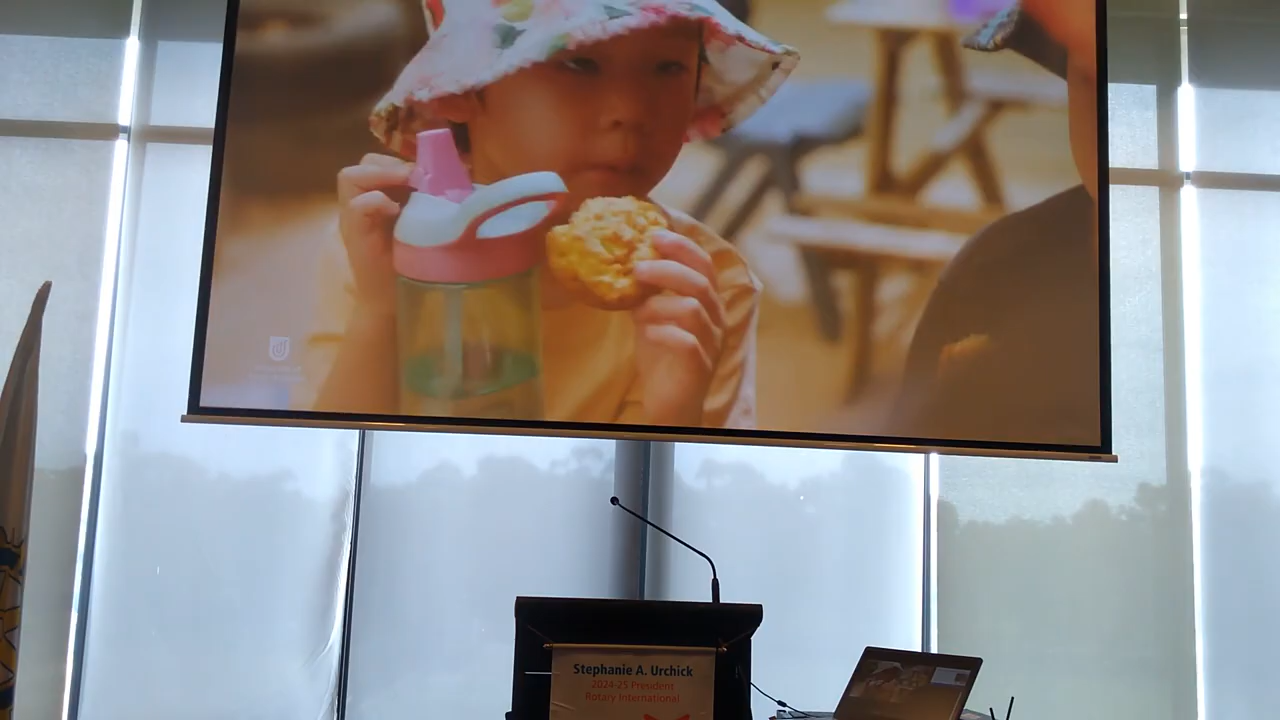 Stephanie A. Urchick
2024-25 President
Rotary International